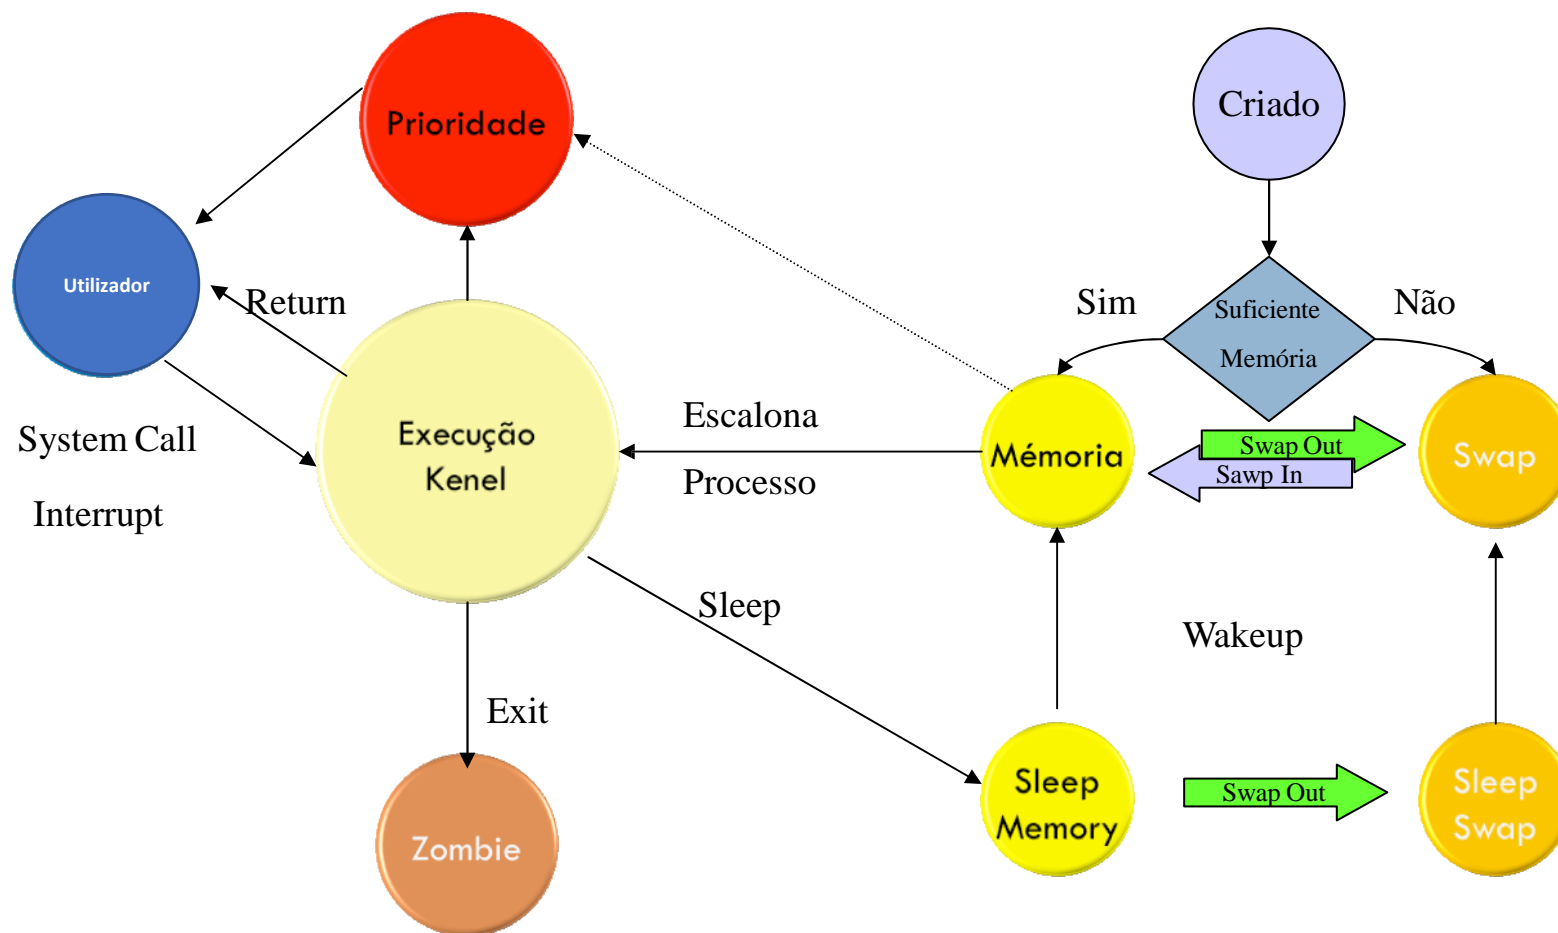 Prioridade
Criado
Utilizador
Return
Sim
Suficiente
Memória
Não
System Call
Interrupt
Execução
Kenel
Escalona
Processo
Mémoria
Swap Out
Sawp In
Swap
Sleep
Wakeup
Exit
Zombie
Sleep
Memory
Swap Out
Sleep
Swap